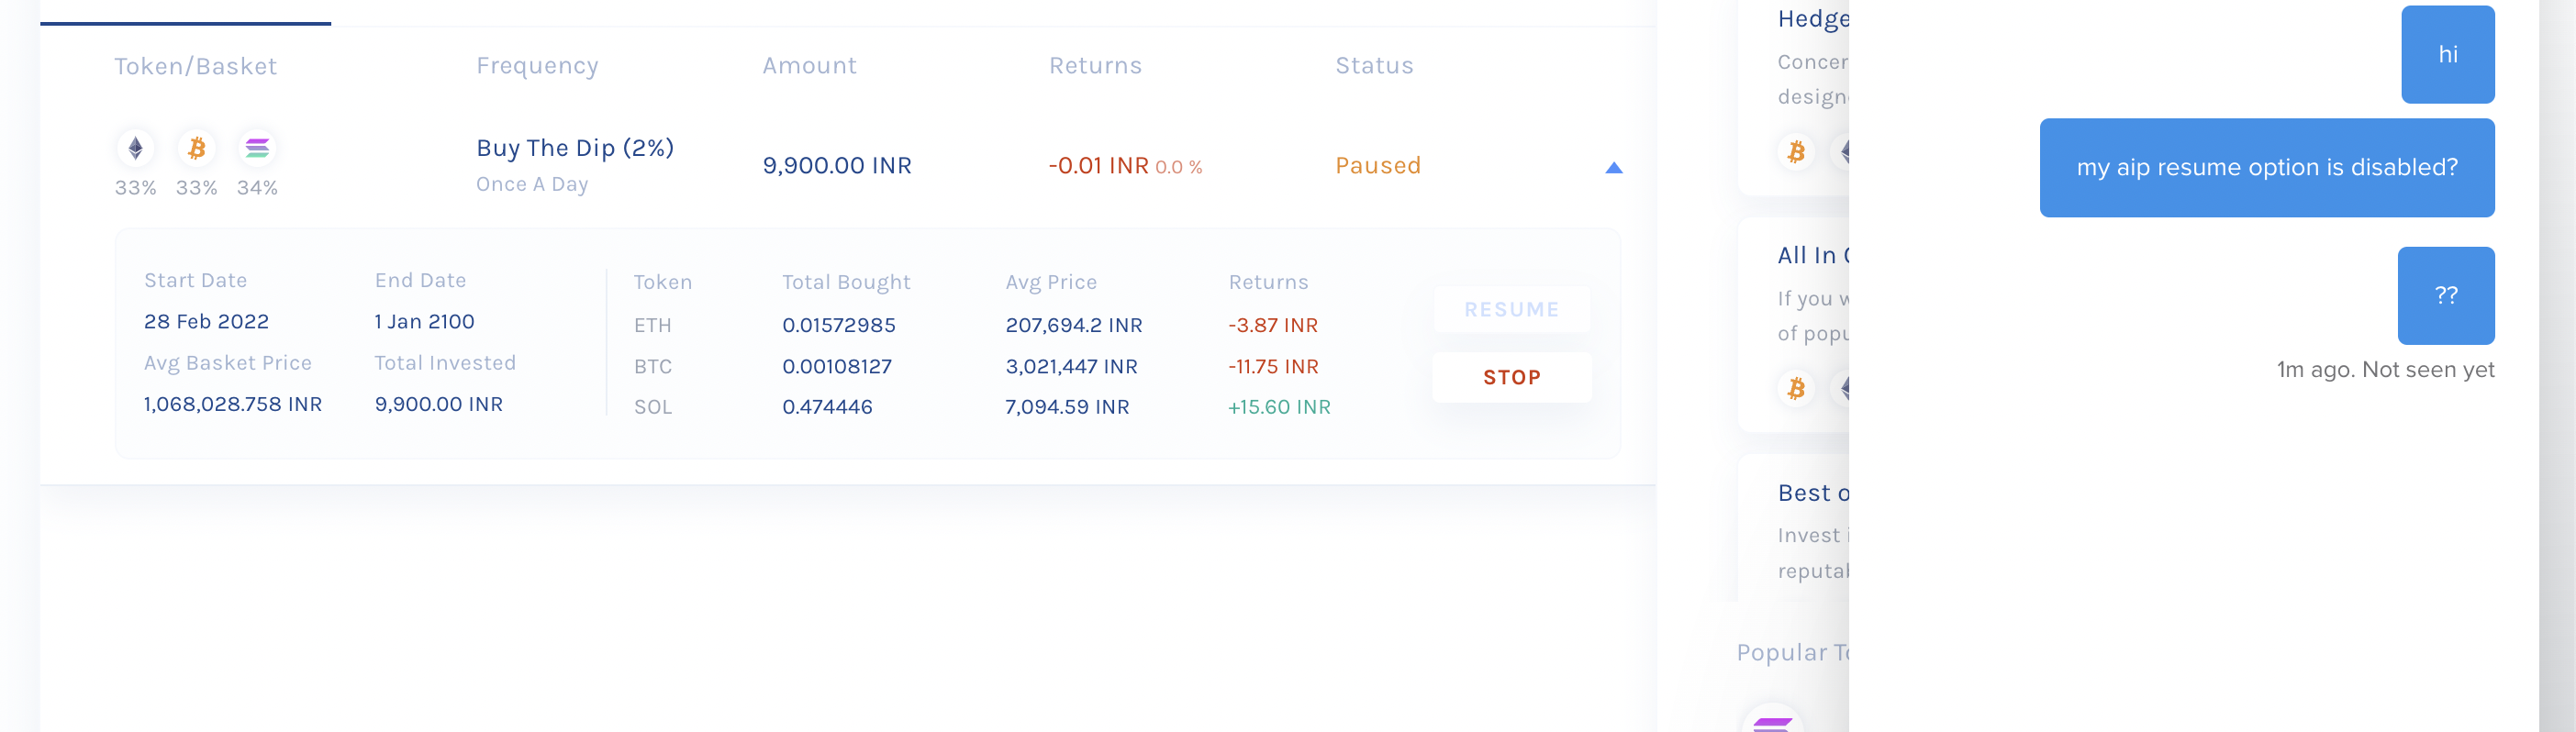 Token/Basket Frequency Amount Returns Status
33% 33% 34%
Buy The Dip (2%)
Once A Day
9,900.00 INR
-0.01 INR 0.0 %
Paused
Start Date End Date
28 Feb 2022 1 Jan 2100
Avg Basket Price Total Invested
1,068,028.758 INR 9,900.00 INR
Token Total Bought Avg Price Returns
ETH 0.01572985 207,694.2 INR -3.87 INR
BTC 0.00108127 3,021,447 INR -11.75 INR
SOL 0.474446 7,094.59 INR +15.60 INR
RESUME
STOP
Hedge
Concer
design
All In
If you
of popu
Best o
Invest
reputab
Popular
hi
my aip resume option is disabled?
??
1m ago. Not seen yet